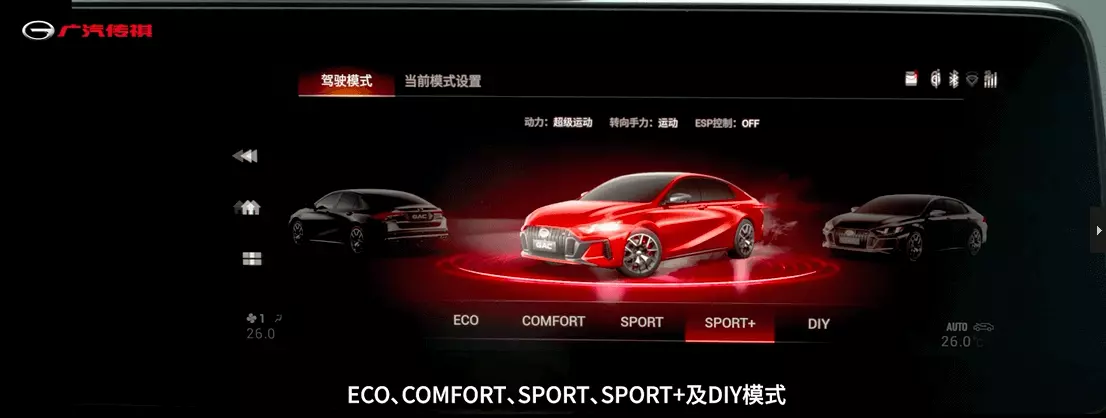 广汽传祺
驾驶模式 当前模式设置
动力：超级运动 转向手力：运动 ESP控制：OFF
GAC
GAC
ECO COMFORT SPORT SPORT+ DIY
1
26.0
AUTO
26.0°C
ECO、COMFORT、SPORT、SPORT+及DIY模式